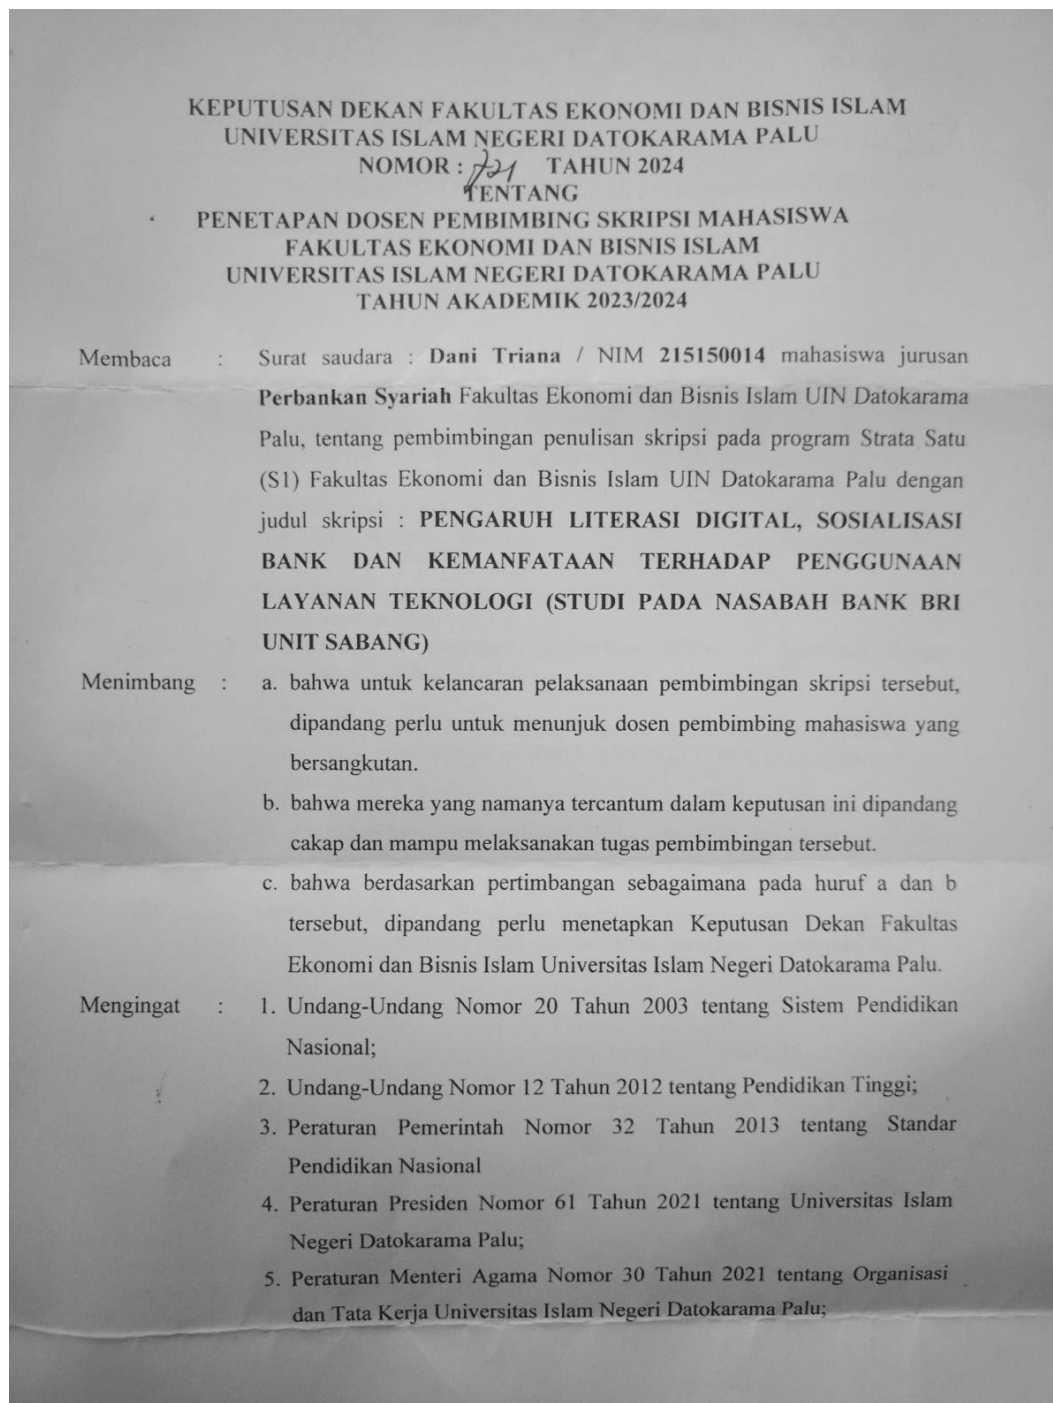 KEPUTUSAN DEKAN FAKULTAS EKONOMI DAN BISNIS ISLAM
UNIVERSITAS ISLAM NEGERI DATOKARAMA PALU
NOMOR : 721 TAHUN 2024
TENTANG
PENETAPAN DOSEN PEMBIMBING SKRIPSI MAHASISWA
FAKULTAS EKONOMI DAN BISNIS ISLAM
UNIVERSITAS ISLAM NEGERI DATOKARAMA PALU
TAHUN AKADEMIK 2023/2024
Membaca : Surat saudara : Dani Triana / NIM 215150014 mahasiswa jurusan
Perbankan Syariah Fakultas Ekonomi dan Bisnis Islam UIN Datokarama
Palu, tentang pembimbingan penulisan skripsi pada program Strata Satu
(S1) Fakultas Ekonomi dan Bisnis Islam UIN Datokarama Palu dengan
judul skripsi : PENGARUH LITERASI DIGITAL, SOSIALISASI
BANK DAN KEMANFATAAN TERHADAP PENGGUNAAN
LAYANAN TEKNOLOGI (STUDI PADA NASABAH BANK BRI
UNIT SABANG)
Menimbang : a. bahwa untuk kelancaran pelaksanaan pembimbingan skripsi tersebut,
dipandang perlu untuk menunjuk dosen pembimbing mahasiswa yang
bersangkutan.
b. bahwa mereka yang namanya tercantum dalam keputusan ini dipandang
cakap dan mampu melaksanakan tugas pembimbingan tersebut.
c. bahwa berdasarkan pertimbangan sebagaimana pada huruf a dan b
tersebut, dipandang perlu menetapkan Keputusan Dekan Fakultas
Ekonomi dan Bisnis Islam Universitas Islam Negeri Datokarama Palu.
Mengingat : 1. Undang-Undang Nomor 20 Tahun 2003 tentang Sistem Pendidikan
Nasional;
2. Undang-Undang Nomor 12 Tahun 2012 tentang Pendidikan Tinggi;
3. Peraturan Pemerintah Nomor 32 Tahun 2013 tentang Standar
Pendidikan Nasional
4. Peraturan Presiden Nomor 61 Tahun 2021 tentang Universitas Islam
Negeri Datokarama Palu;
5. Peraturan Menteri Agama Nomor 30 Tahun 2021 tentang Organisasi
dan Tata Kerja Universitas Islam Negeri Datokarama Palu;